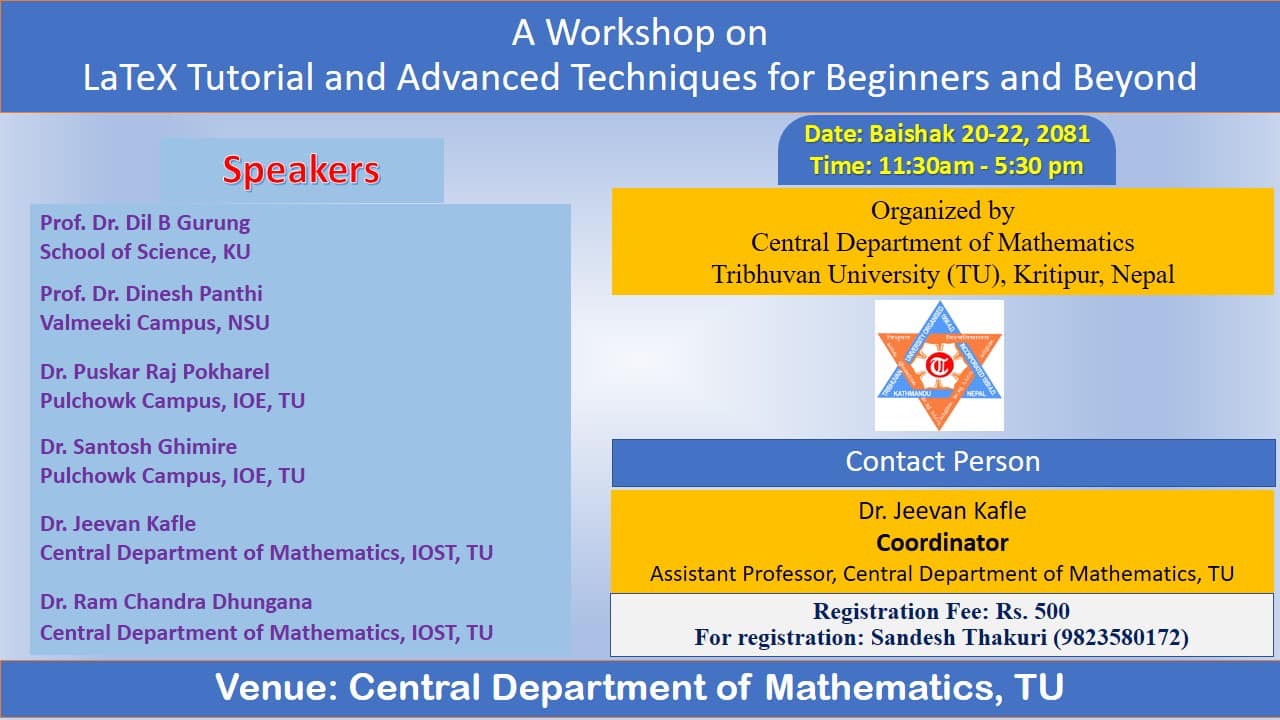 A Workshop on
LaTeX Tutorial and Advanced Techniques for Beginners and Beyond
Speakers
Prof. Dr. Dil B Gurung
School of Science, KU
Prof. Dr. Dinesh Panthi
Valmeeki Campus, NSU
Dr. Puskar Raj Pokharel
Pulchowk Campus, IOE, TU
Dr. Santosh Ghimire
Pulchowk Campus, IOE, TU
Dr. Jeevan Kafle
Central Department of Mathematics, IOST, TU
Dr. Ram Chandra Dhungana
Central Department of Mathematics, IOST, TU
Date: Baishak 20-22, 2081
Time: 11:30am - 5:30 pm
Organized by
Central Department of Mathematics
Tribhuvan University (TU), Kritipur, Nepal
KATHMANDU
NEPAL
Contact Person
Dr. Jeevan Kafle
Coordinator
Assistant Professor, Central Department of Mathematics, TU
Registration Fee: Rs. 500
For registration: Sandesh Thakuri (9823580172)
Venue: Central Department of Mathematics, TU